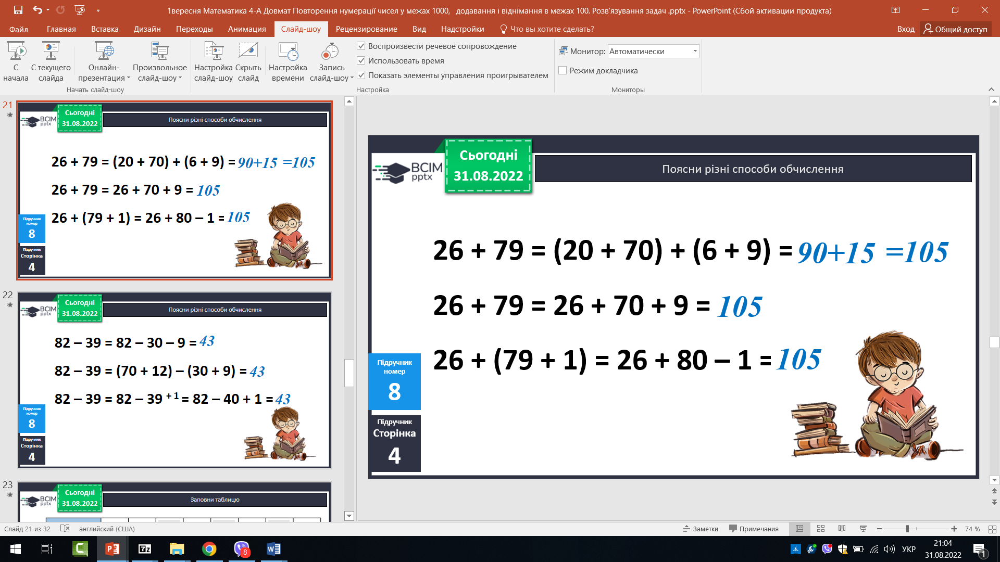 1вересня Математика 4-А Довмат Повторення нумерації чисел у межах 1000, додавання і віднімання в межах 100. Розв'язування задач .pptx - PowerPoint (Сбой активации продукта)
Файл Главная Вставка Дизайн Переходы Анимация Слайд-шоу Рецензирование Вид Надстройки Что вы хотите сделать? Вход Общий доступ
С начала
С текущего слайда
Онлайн-презентация
Произвольное слайд-шоу
Настройка слайд-шоу
Скрыть слайд
Настройка времени
Запись слайд-шоу
Воспроизвести речевое сопровождение
Использовать время
Показать элементы управления проигрывателем
Монитор: Автоматически
Режим докладчика
Начать слайд-шоу Настройка Мониторы
21
BCIM pptx
Сьогодні
31.08.2022
Поясни різні способи обчислення
26 + 79 = (20 + 70) + (6 + 9) = 90+15 =105
26 + 79 = 26 + 70 + 9 = 105
26 + (79 + 1) = 26 + 80 – 1 = 105
Підручник
номер
8
Підручник
Сторінка
4
22
BCIM pptx
Сьогодні
31.08.2022
Поясни різні способи обчислення
82 – 39 = 82 – 30 – 9 = 43
82 – 39 = (70 + 12) – (30 + 9) = 43
82 – 39 = 82 – 39 + 1 = 82 – 40 + 1 = 43
Підручник
номер
8
Підручник
Сторінка
4
23
BCIM pptx
Сьогодні
31.08.2022
Заповни таблицю
BCIM
pptx
Сьогодні
31.08.2022
Поясни різні способи обчислення
26 + 79 = (20 + 70) + (6 + 9) = 90+15 =105
26 + 79 = 26 + 70 + 9 = 105
26 + (79 + 1) = 26 + 80 – 1 = 105
Підручник
номер
8
Підручник
Сторінка
4
Слайд 21 из 32 английский (США) Заметки Примечания 74 %
7z 8 УКР
21:04
31.08.2022
1